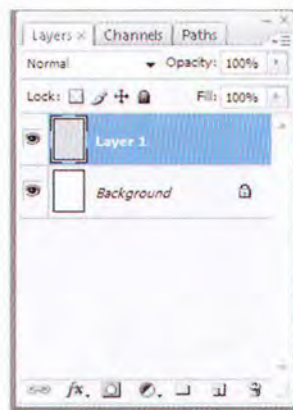 Layers × Channels Paths
Normal Opacity: 100%
Lock: Fill: 100%
Layer 1
Background
fx.